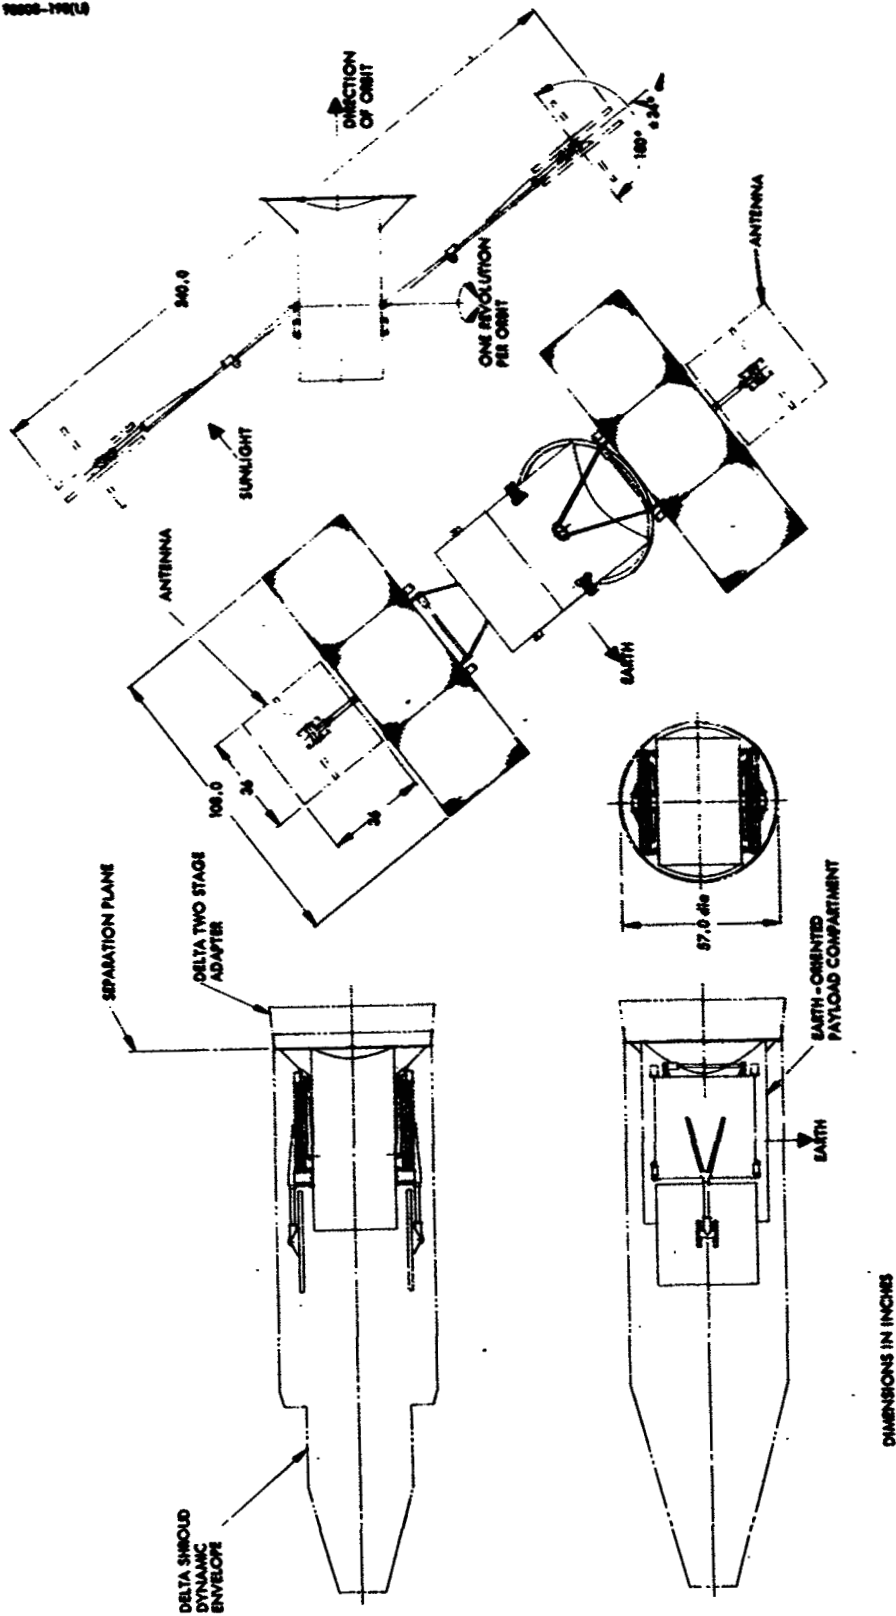 DIRECTION
OF ORBIT
180°
± 24°
240.0
ONE REVOLUTION
PER ORBIT
ANTENNA
SUNLIGHT
ANTENNA
EARTH
108.0
36
36
SEPARATION PLANE
DELTA TWO STAGE
ADAPTER
57.0 dia
EARTH-ORIENTED
PAYLOAD COMPARTMENT
EARTH
DELTA SHROUD
DYNAMIC
ENVELOPE
DIMENSIONS IN INCHES